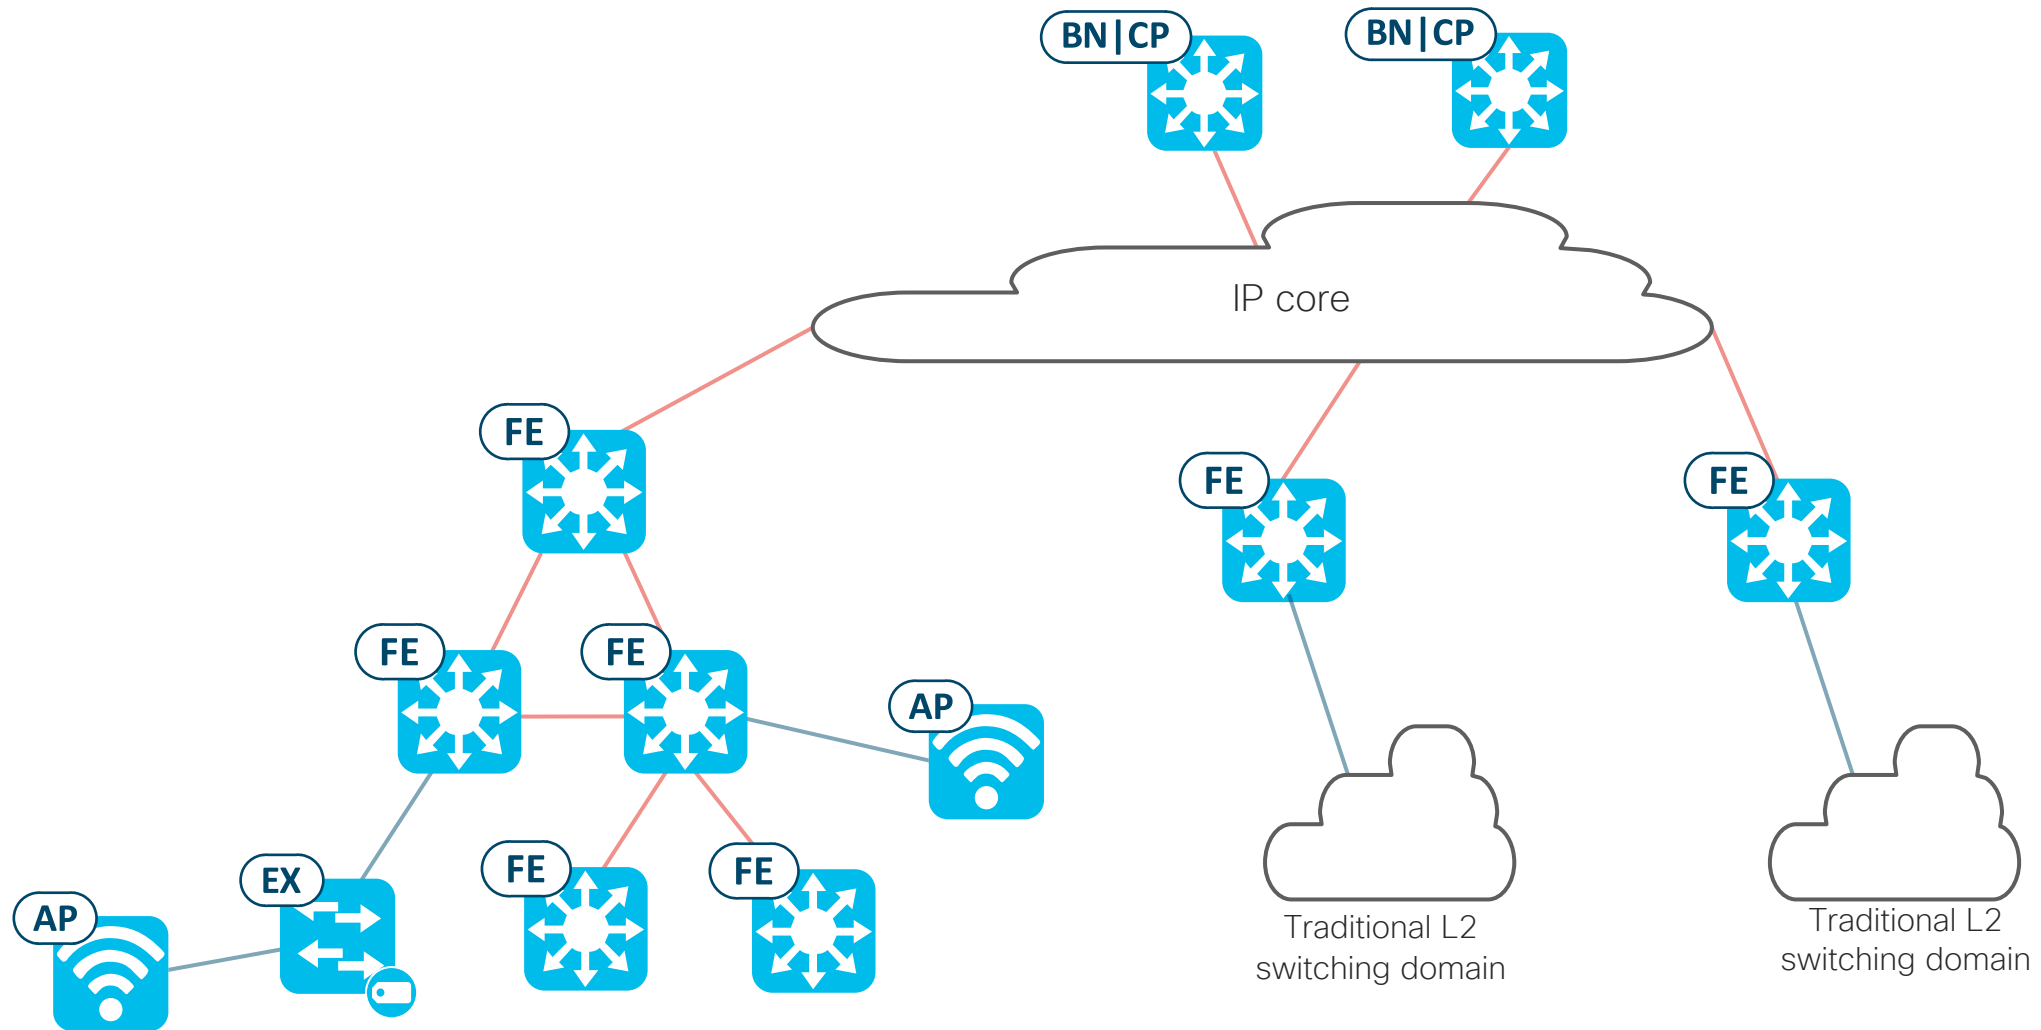 BN|CP
BN|CP
IP core
FE
FE
FE
FE
FE
AP
FE
FE
EX
AP
Traditional L2
switching domain
Traditional L2
switching domain